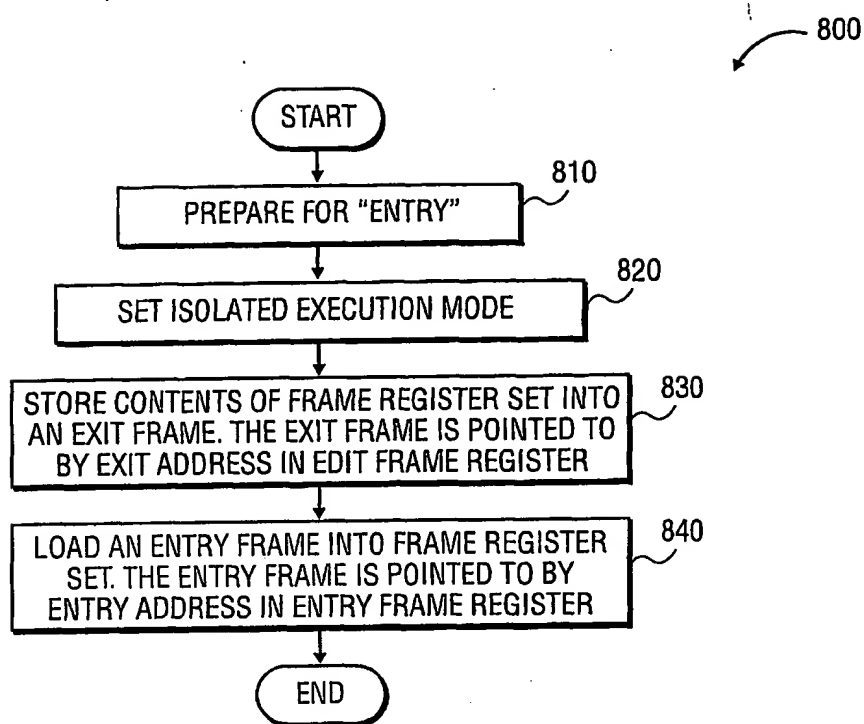 800
START
810
PREPARE FOR “ENTRY”
820
SET ISOLATED EXECUTION MODE
830
STORE CONTENTS OF FRAME REGISTER SET INTO
AN EXIT FRAME. THE EXIT FRAME IS POINTED TO
BY EXIT ADDRESS IN EDIT FRAME REGISTER
840
LOAD AN ENTRY FRAME INTO FRAME REGISTER
SET. THE ENTRY FRAME IS POINTED TO BY
ENTRY ADDRESS IN ENTRY FRAME REGISTER
END